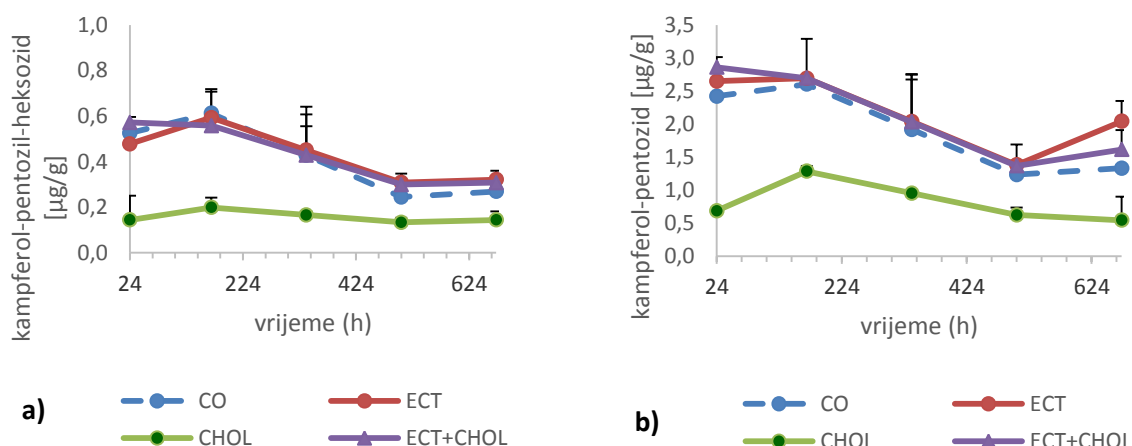 kampferol-pentozil-heksozid
[µg/g]
1,0
0,8
0,6
0,4
0,2
0,0
24
224
424
624
vrijeme (h)
a)
CO
ECT
CHOL
ECT+CHOL
kampferol-pentozid [µg/g]
3,5
3,0
2,5
2,0
1,5
1,0
0,5
0,0
24
224
424
624
vrijeme (h)
b)
CO
ECT
CHOL
ECT+CHOL